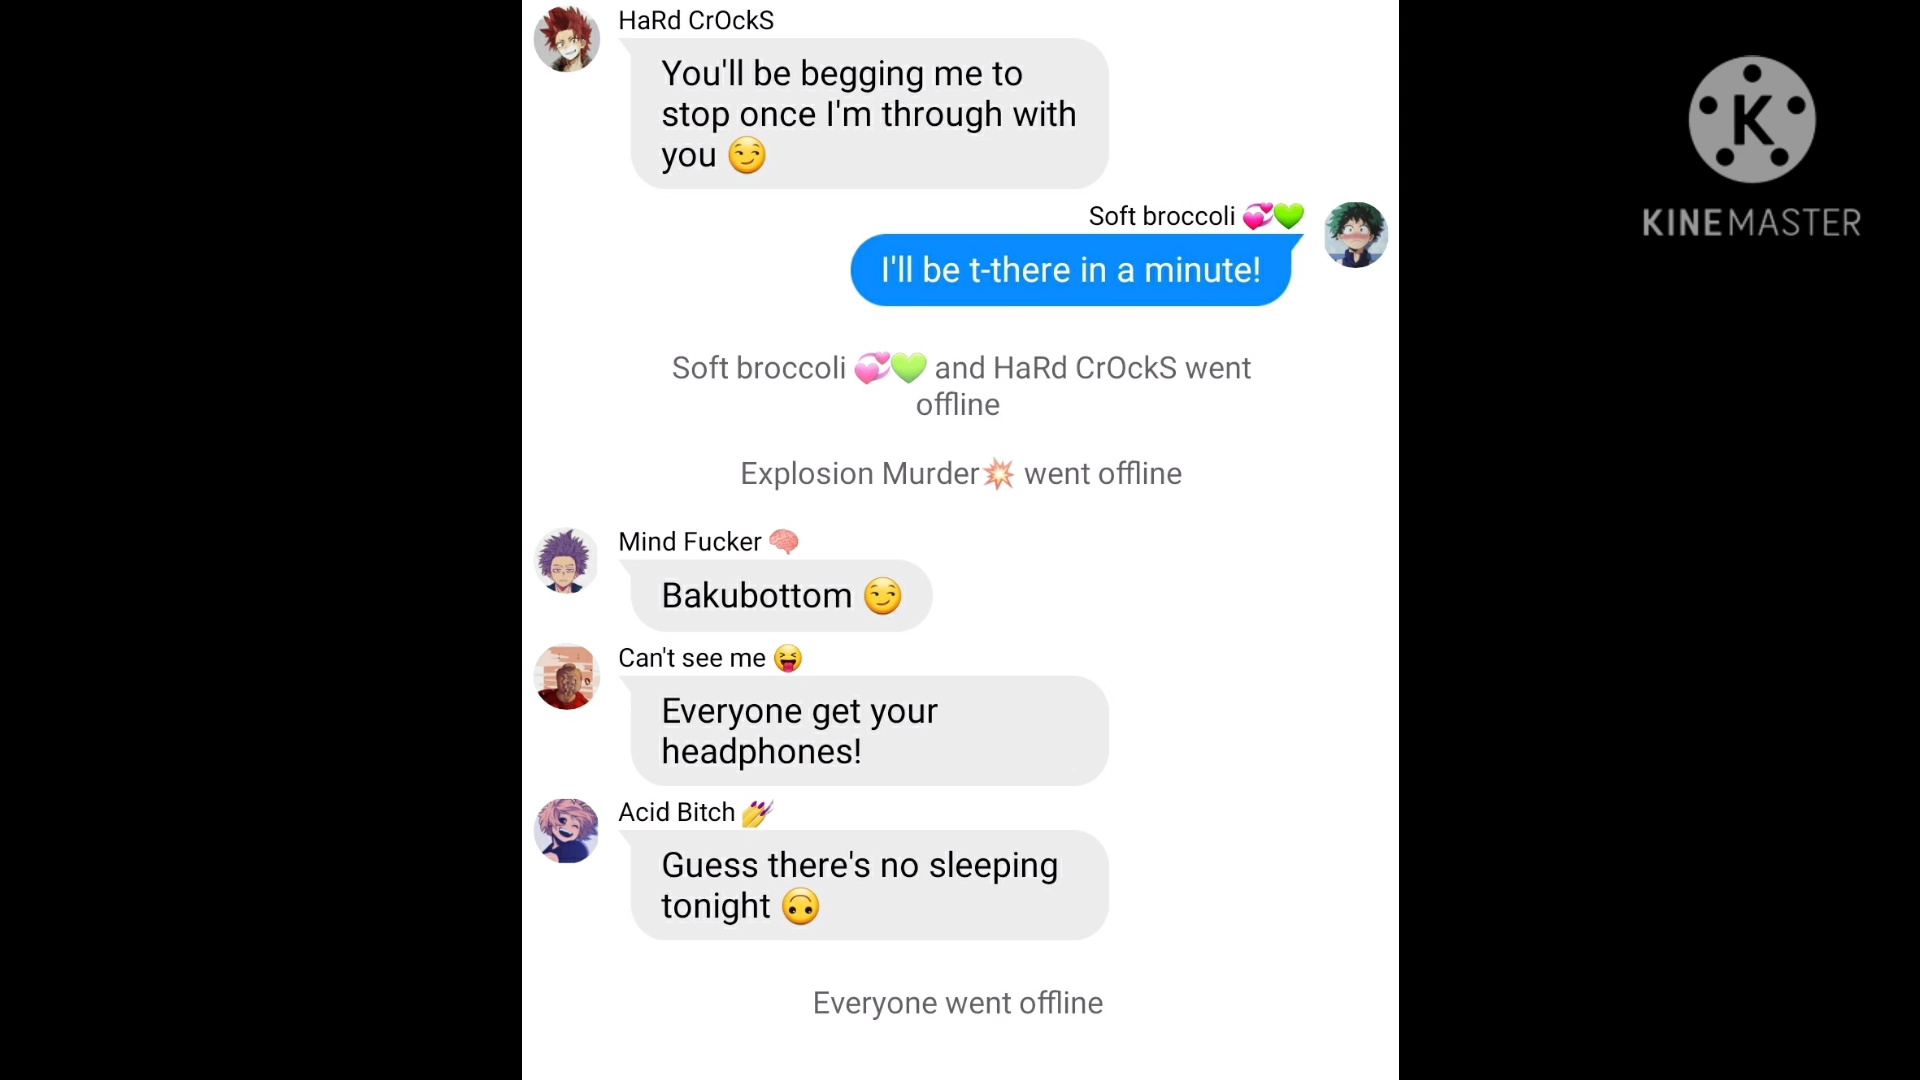 HaRd CrOckS
You'll be begging me to
stop once I'm through with
you 😏
Soft broccoli 💞💚
I'll be t-there in a minute!
Soft broccoli 💞💚 and HaRd CrOckS went
offline
Explosion Murder💥 went offline
Mind Fucker 🧠
Bakubottom 😏
Can't see me 😝
Everyone get your
headphones!
Acid Bitch 💅
Guess there's no sleeping
tonight 🙃
Everyone went offline
K
KINEMASTER